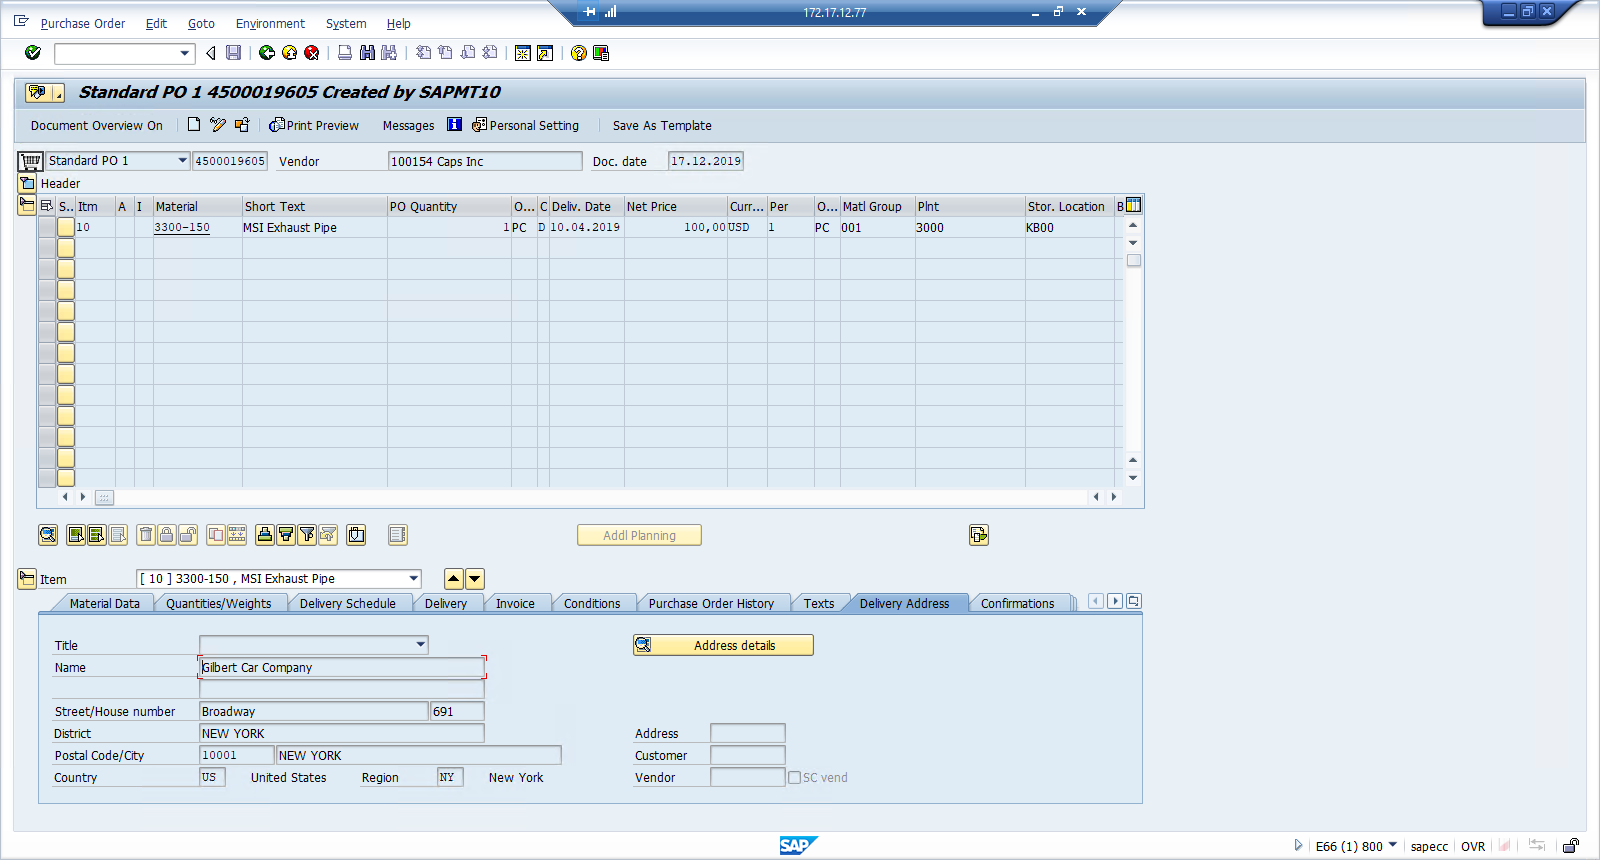 172.17.12.77
Purchase Order Edit Goto Environment System Help
Standard PO 1 4500019605 Created by SAPMT10
Document Overview On Print Preview Messages Personal Setting Save As Template
Standard PO 1 4500019605 Vendor 100154 Caps Inc Doc. date 17.12.2019
Header
S.. Itm A I Material Short Text PO Quantity O... C Deliv. Date Net Price Curr... Per O... Matl Group Plnt Stor. Location B
10 3300-150 MSI Exhaust Pipe 1 PC D 10.04.2019 100,00 USD 1 PC 001 3000 KB00
Addl Planning
Item [ 10 ] 3300-150 , MSI Exhaust Pipe
Material Data Quantities/Weights Delivery Schedule Delivery Invoice Conditions Purchase Order History Texts Delivery Address Confirmations
Title Address details
Name Gilbert Car Company
Street/House number Broadway 691
District NEW YORK Address
Postal Code/City 10001 NEW YORK Customer
Country US United States Region NY New York Vendor SC vend
SAP E66 (1) 800 sapecc OVR